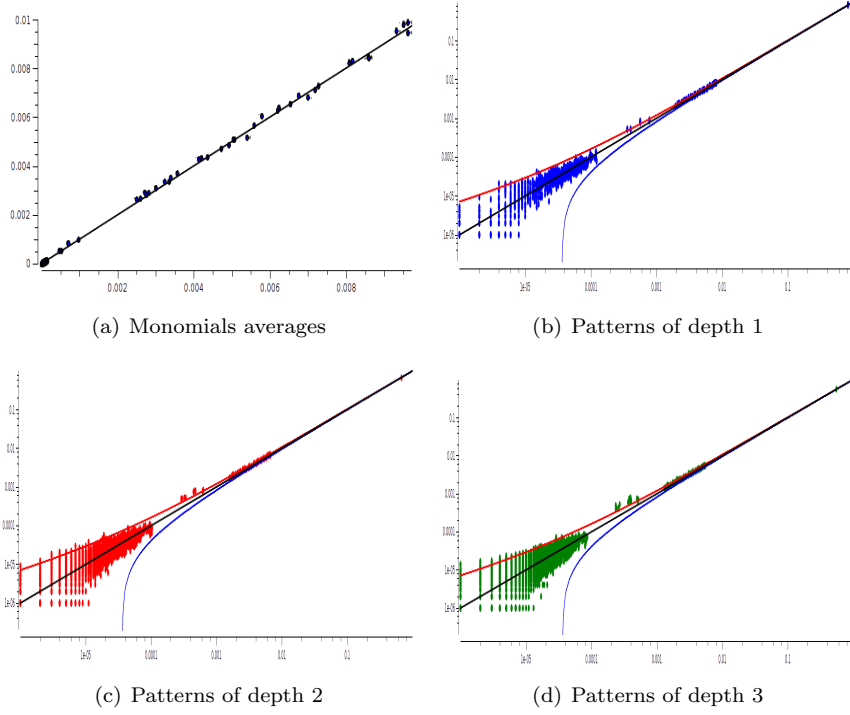 0.01
0.1
0.008
0.01
0.006
0.001
0.004
0.0001
0.002
1e-05
1e-06
0
0.002 0.004 0.006 0.008
1e-05 0.0001 0.001 0.01 0.1
(a) Monomials averages
(b) Patterns of depth 1
0.1
0.1
0.01
0.01
0.001
0.001
0.0001
0.0001
1e-05
1e-05
1e-06
1e-06
1e-05 0.0001 0.001 0.01 0.1
1e-05 0.0001 0.001 0.01 0.1
(c) Patterns of depth 2
(d) Patterns of depth 3